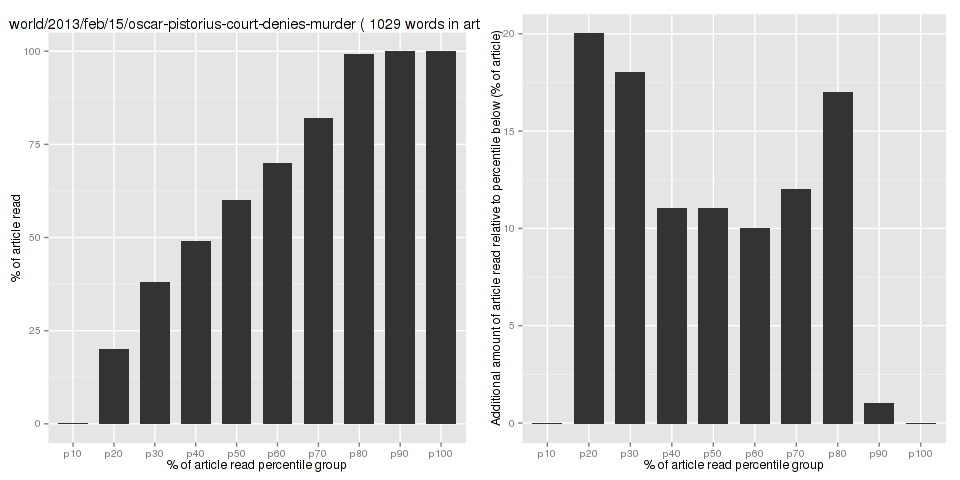 world/2013/feb/15/oscar-pistorius-court-denies-murder ( 1029 words in art
% of article read
100
75
50
25
0
p10 p20 p30 p40 p50 p60 p70 p80 p90 p100
% of article read percentile group
Additional amount of article read relative to percentile below (% of article)
20
15
10
5
0
p10 p20 p30 p40 p50 p60 p70 p80 p90 p100
% of article read percentile group